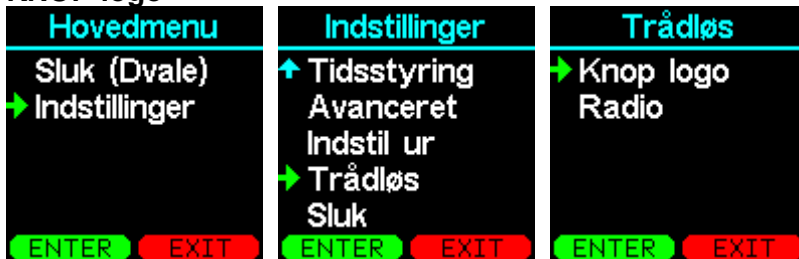 Hovedmenu
Sluk (Dvale)
Indstillinger
ENTER EXIT
Indstillinger
Tidsstyring
Avanceret
Indstil ur
Trådløs
Sluk
ENTER EXIT
Trådløs
Knop logo
Radio
ENTER EXIT